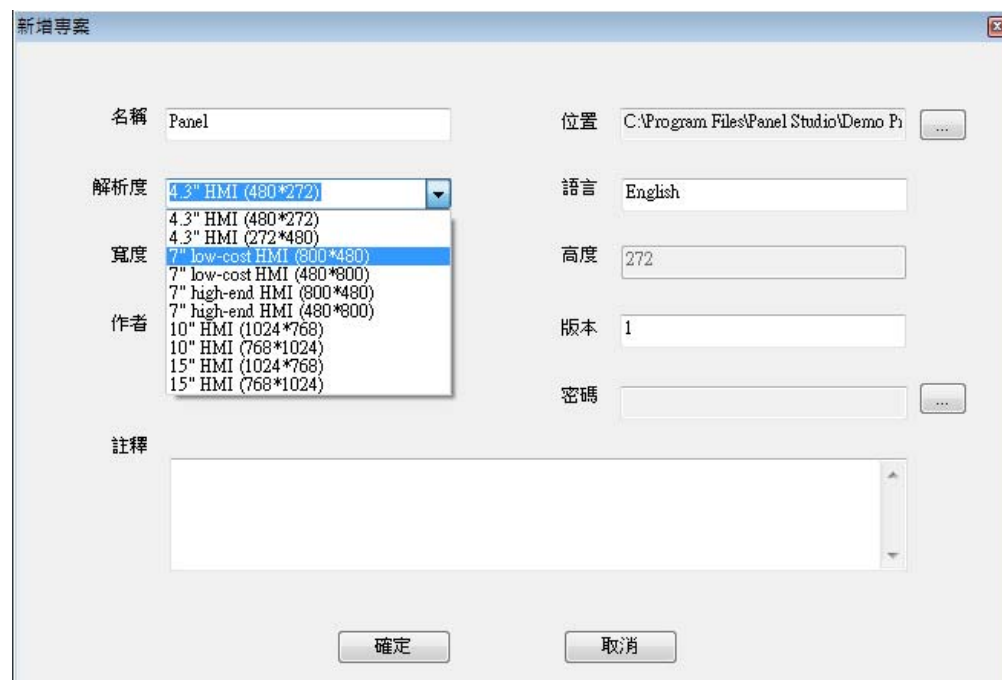 新增專案
名稱 Panel 位置 C:\Program Files\Panel Studio\Demo Pr
解析度 4.3" HMI (480*272) 語言 English
4.3" HMI (480*272)
4.3" HMI (272*480)
寬度 7" low-cost HMI (800*480) 高度 272
7" low-cost HMI (480*800)
7" high-end HMI (800*480)
7" high-end HMI (480*800)
作者 10" HMI (1024*768) 版本 1
10" HMI (768*1024)
15" HMI (1024*768)
15" HMI (768*1024)
密碼 ...
註釋
確定 取消